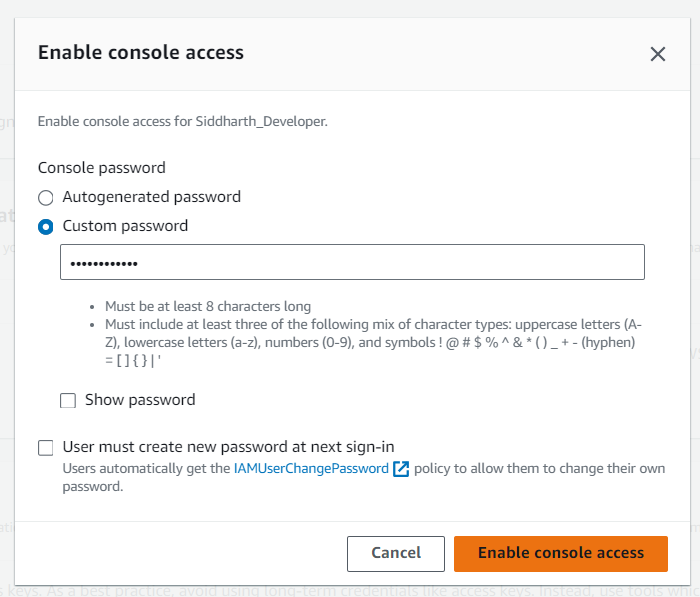 Enable console access
Enable console access for Siddharth_Developer.
Console password
Autogenerated password
Custom password
••••••••••••
• Must be at least 8 characters long
• Must include at least three of the following mix of character types: uppercase letters (A-
Z), lowercase letters (a-z), numbers (0-9), and symbols ! @ # $ % ^ & * ( ) _ + - (hyphen)
= [ ] { } | '
Show password
User must create new password at next sign-in
Users automatically get the IAMUserChangePassword policy to allow them to change their own
password.
Cancel Enable console access
s keys. As a best practice, avoid using long-term credentials like access keys. Instead, use tools whic